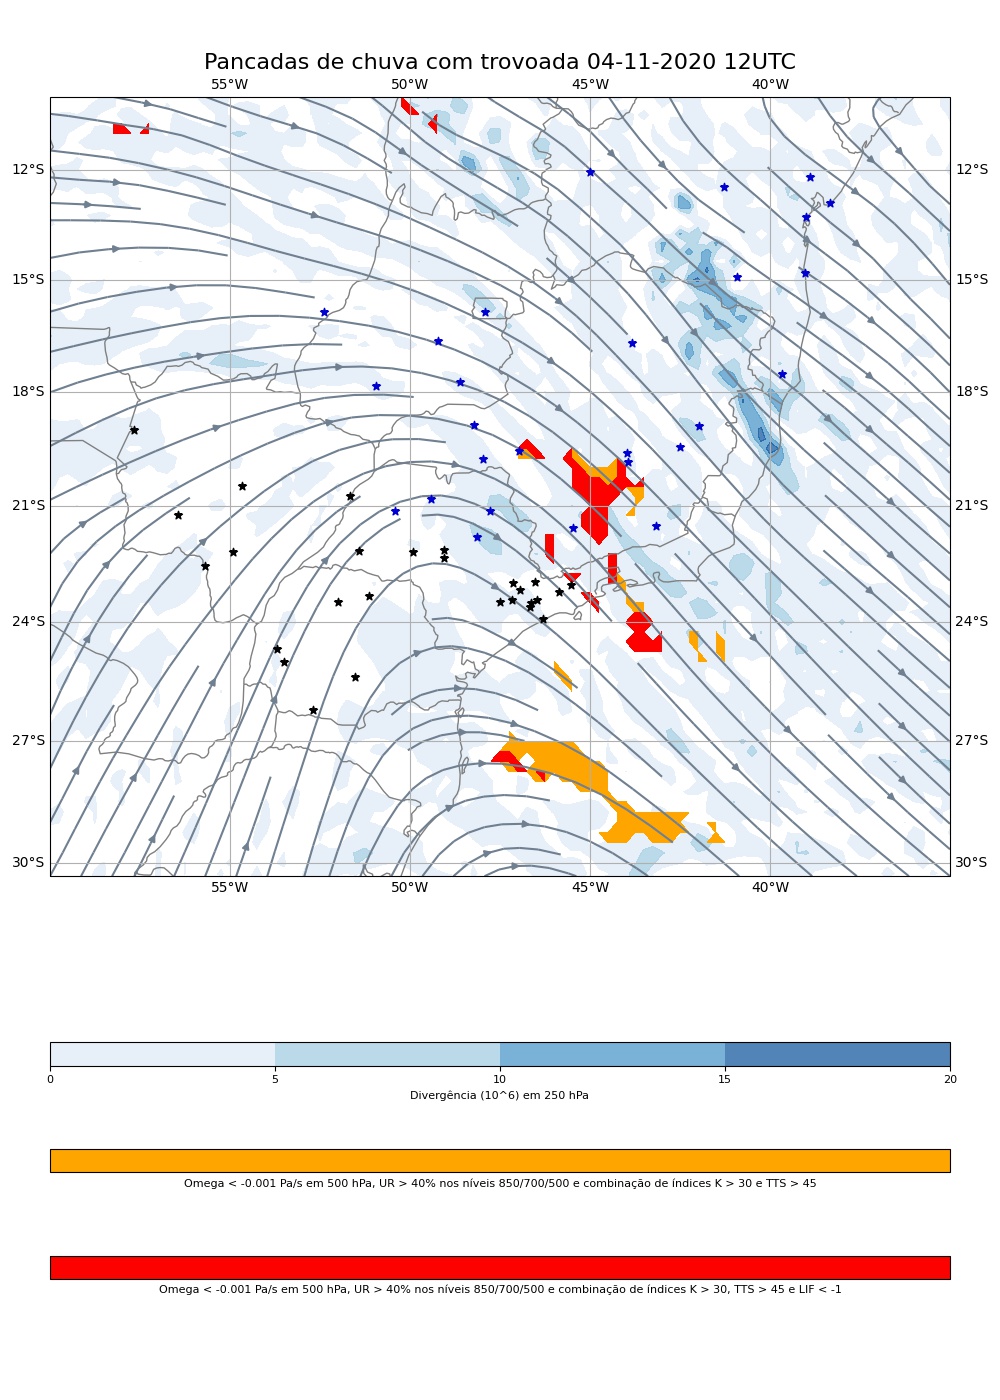 Pancadas de chuva com trovoada 04-11-2020 12UTC
55°W 50°W 45°W 40°W
12°S 12°S
15°S 15°S
18°S 18°S
21°S 21°S
24°S 24°S
27°S 27°S
30°S 30°S
55°W 50°W 45°W 40°W
0 5 10 15 20
Divergência (10^6) em 250 hPa
Omega < -0.001 Pa/s em 500 hPa, UR > 40% nos níveis 850/700/500 e combinação de índices K > 30 e TTS > 45
Omega < -0.001 Pa/s em 500 hPa, UR > 40% nos níveis 850/700/500 e combinação de índices K > 30, TTS > 45 e LIF < -1